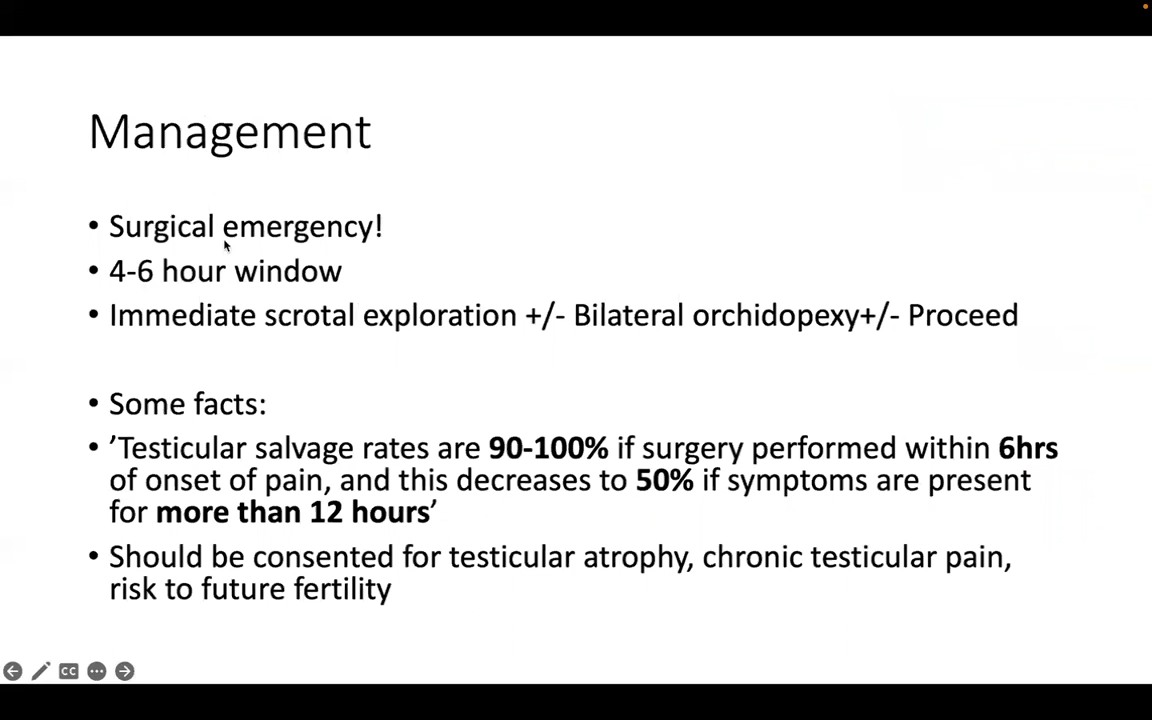 Management
• Surgical emergency!
• 4-6 hour window
• Immediate scrotal exploration +/- Bilateral orchidopexy+/- Proceed
• Some facts:
• ’Testicular salvage rates are 90-100% if surgery performed within 6hrs
of onset of pain, and this decreases to 50% if symptoms are present
for more than 12 hours’
• Should be consented for testicular atrophy, chronic testicular pain,
risk to future fertility
CC